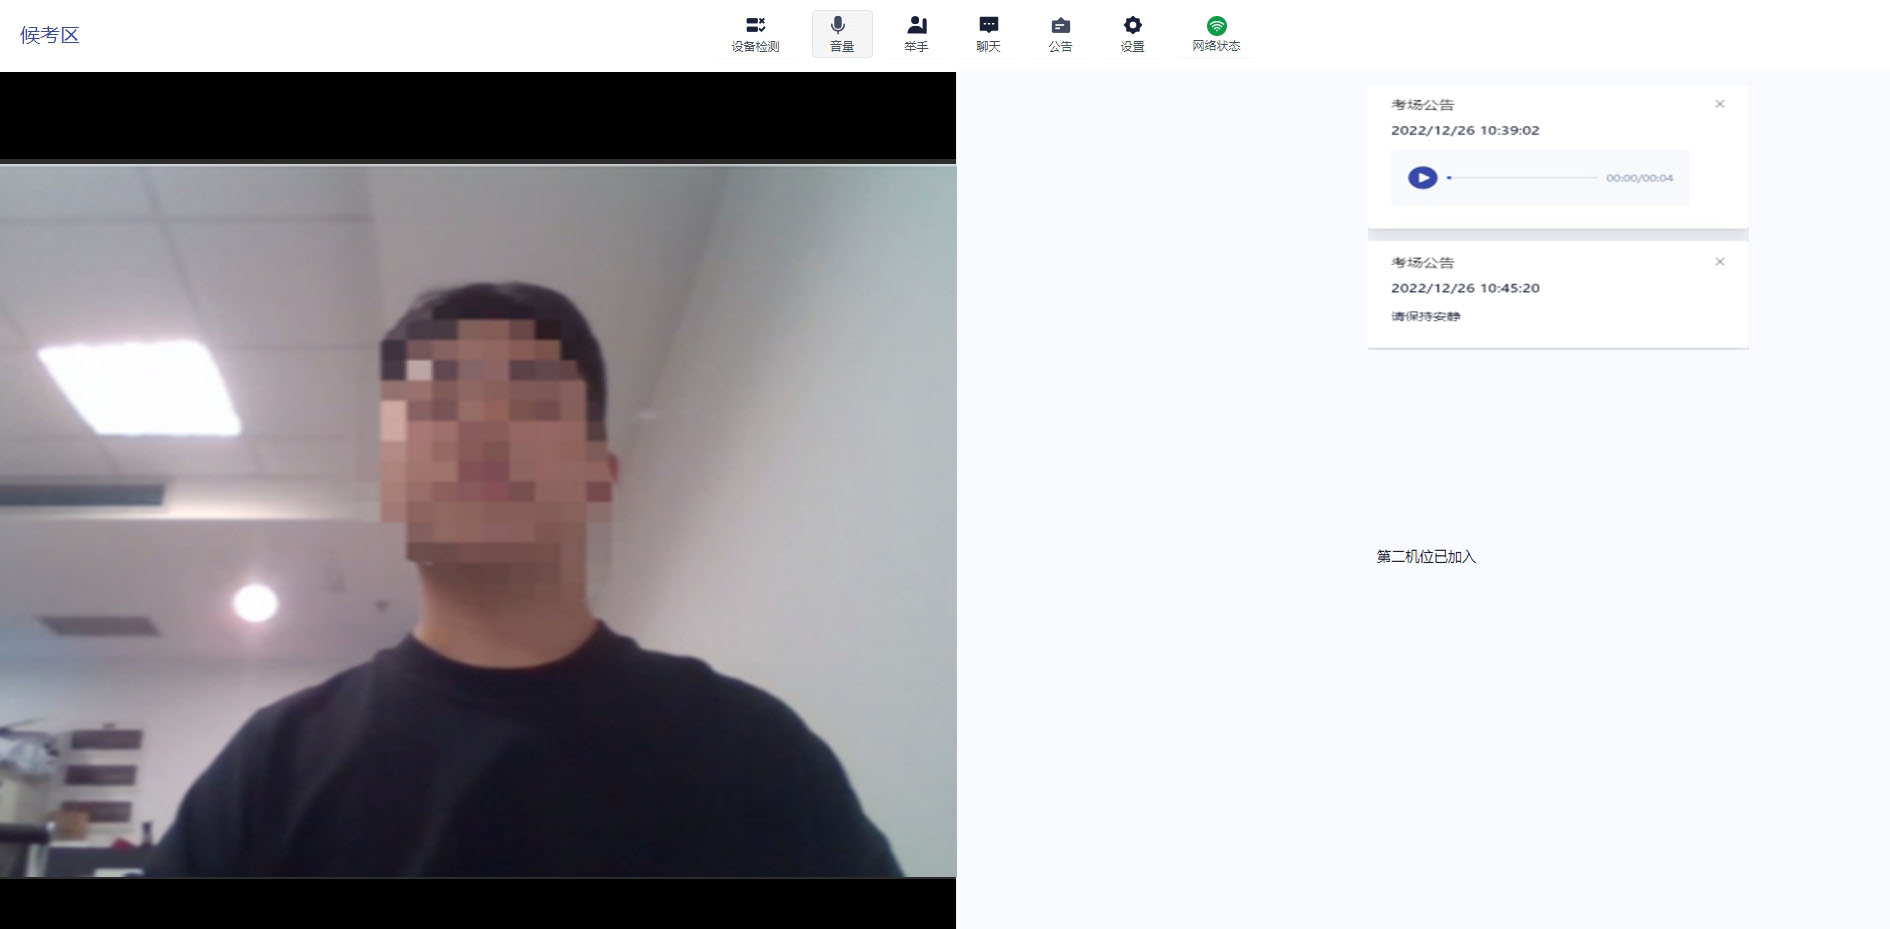 候考区
设备检测
音量
举手
聊天
公告
设置
网络状态
考场公告
2022/12/26 10:39:02
00:00/00:04
考场公告
2022/12/26 10:45:20
请保持安静
第二机位已加入